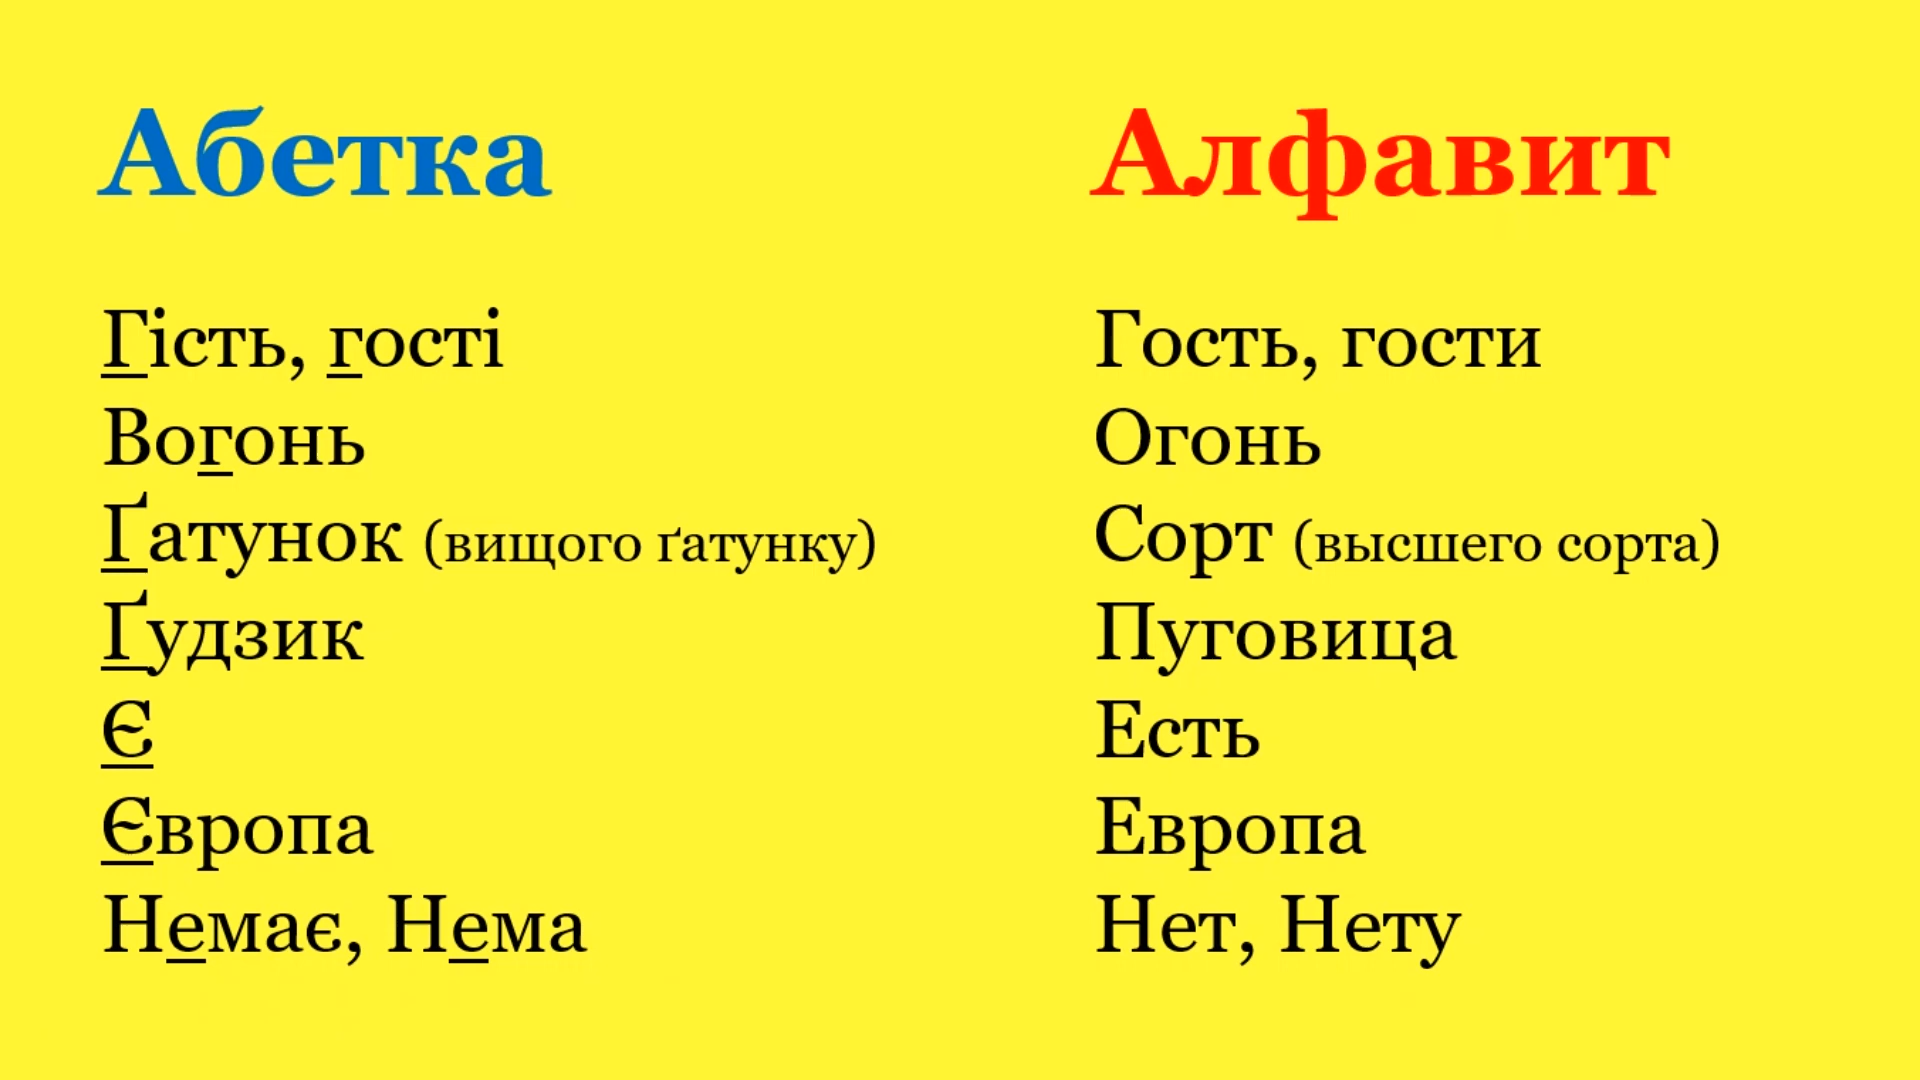 Абетка
Гість, гості
Вогонь
Ґатунок (вищого ґатунку)
Ґудзик
Є
Європа
Немає, Нема
Алфавит
Гость, гости
Огонь
Сорт (высшего сорта)
Пуговица
Есть
Европа
Нет, Нету